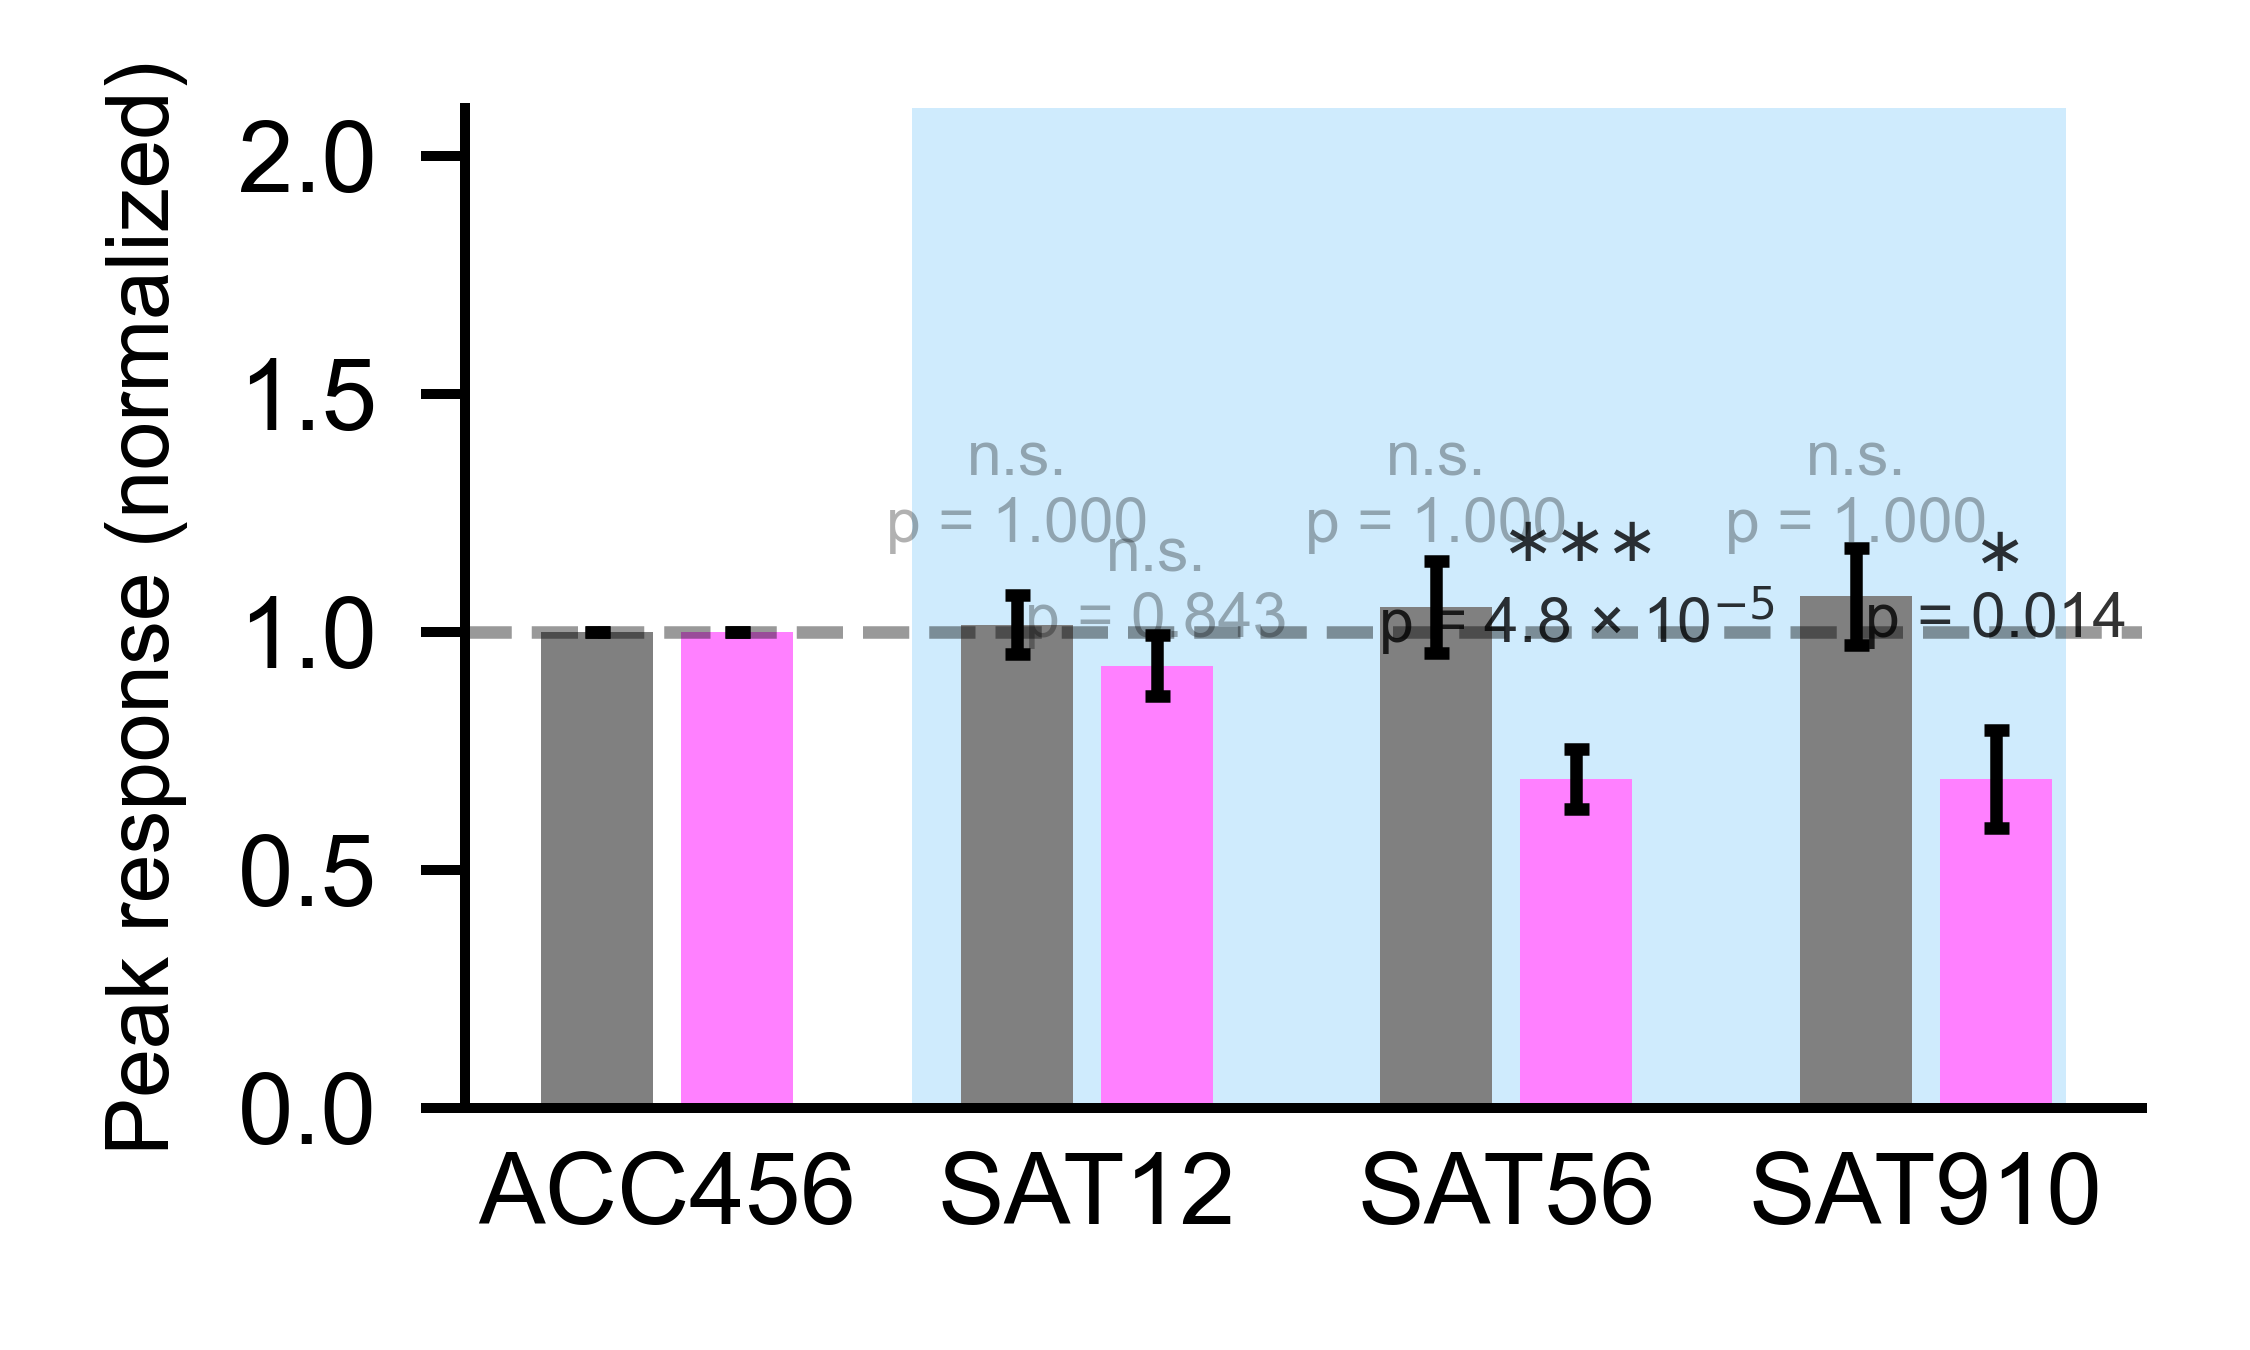 Peak response (normalized)
2.0
1.5
1.0
0.5
0.0
n.s.
p = 1.000
n.s.
p = 0.843
n.s.
p = 1.000
***
p = 4.8 × 10⁻⁵
n.s.
p = 1.000
*
p = 0.014
ACC456 SAT12 SAT56 SAT910